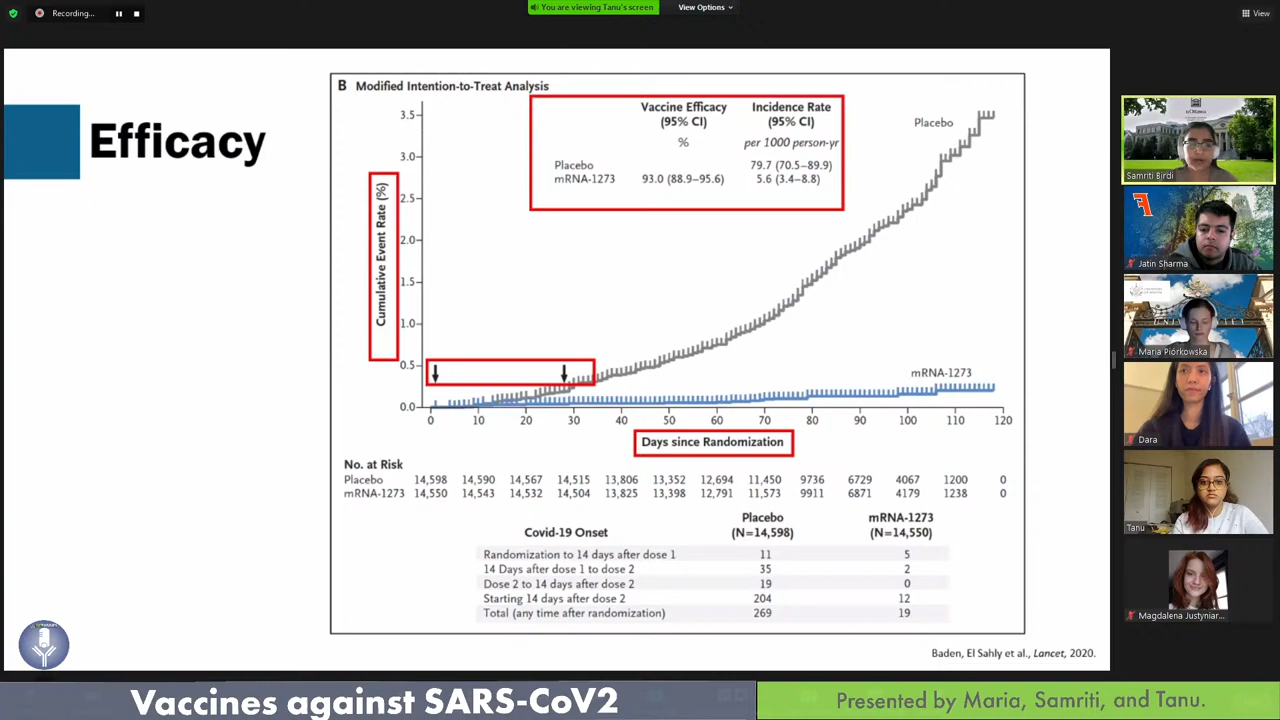 Recording...
You are viewing Tanu's screen
View Options
View
Efficacy
B Modified Intention-to-Treat Analysis
Vaccine Efficacy (95% CI)
Incidence Rate (95% CI)
%
per 1000 person-yr
Placebo 79.7 (70.5–89.9)
mRNA-1273 93.0 (88.9–95.6) 5.6 (3.4–8.8)
Placebo
mRNA-1273
Cumulative Event Rate (%)
3.5
3.0
2.5
2.0
1.5
1.0
0.5
0.0
0 10 20 30 40 50 60 70 80 90 100 110 120
Days since Randomization
No. at Risk
Placebo 14,598 14,590 14,567 14,515 13,806 13,352 12,694 11,450 9736 6729 4067 1200 0
mRNA-1273 14,550 14,543 14,532 14,504 13,825 13,398 12,791 11,573 9911 6871 4179 1238 0
Covid-19 Onset Placebo (N=14,598) mRNA-1273 (N=14,550)
Randomization to 14 days after dose 1 11 5
14 Days after dose 1 to dose 2 35 2
Dose 2 to 14 days after dose 2 19 0
Starting 14 days after dose 2 204 12
Total (any time after randomization) 269 19
Baden, El Sahly et al., Lancet, 2020.
Samriti Birdi
Jatin Sharma
Maria Piórkowska
Dara
Tanu
Magdalena Justyniar...
Vaccines against SARS-CoV2
Presented by Maria, Samriti, and Tanu.